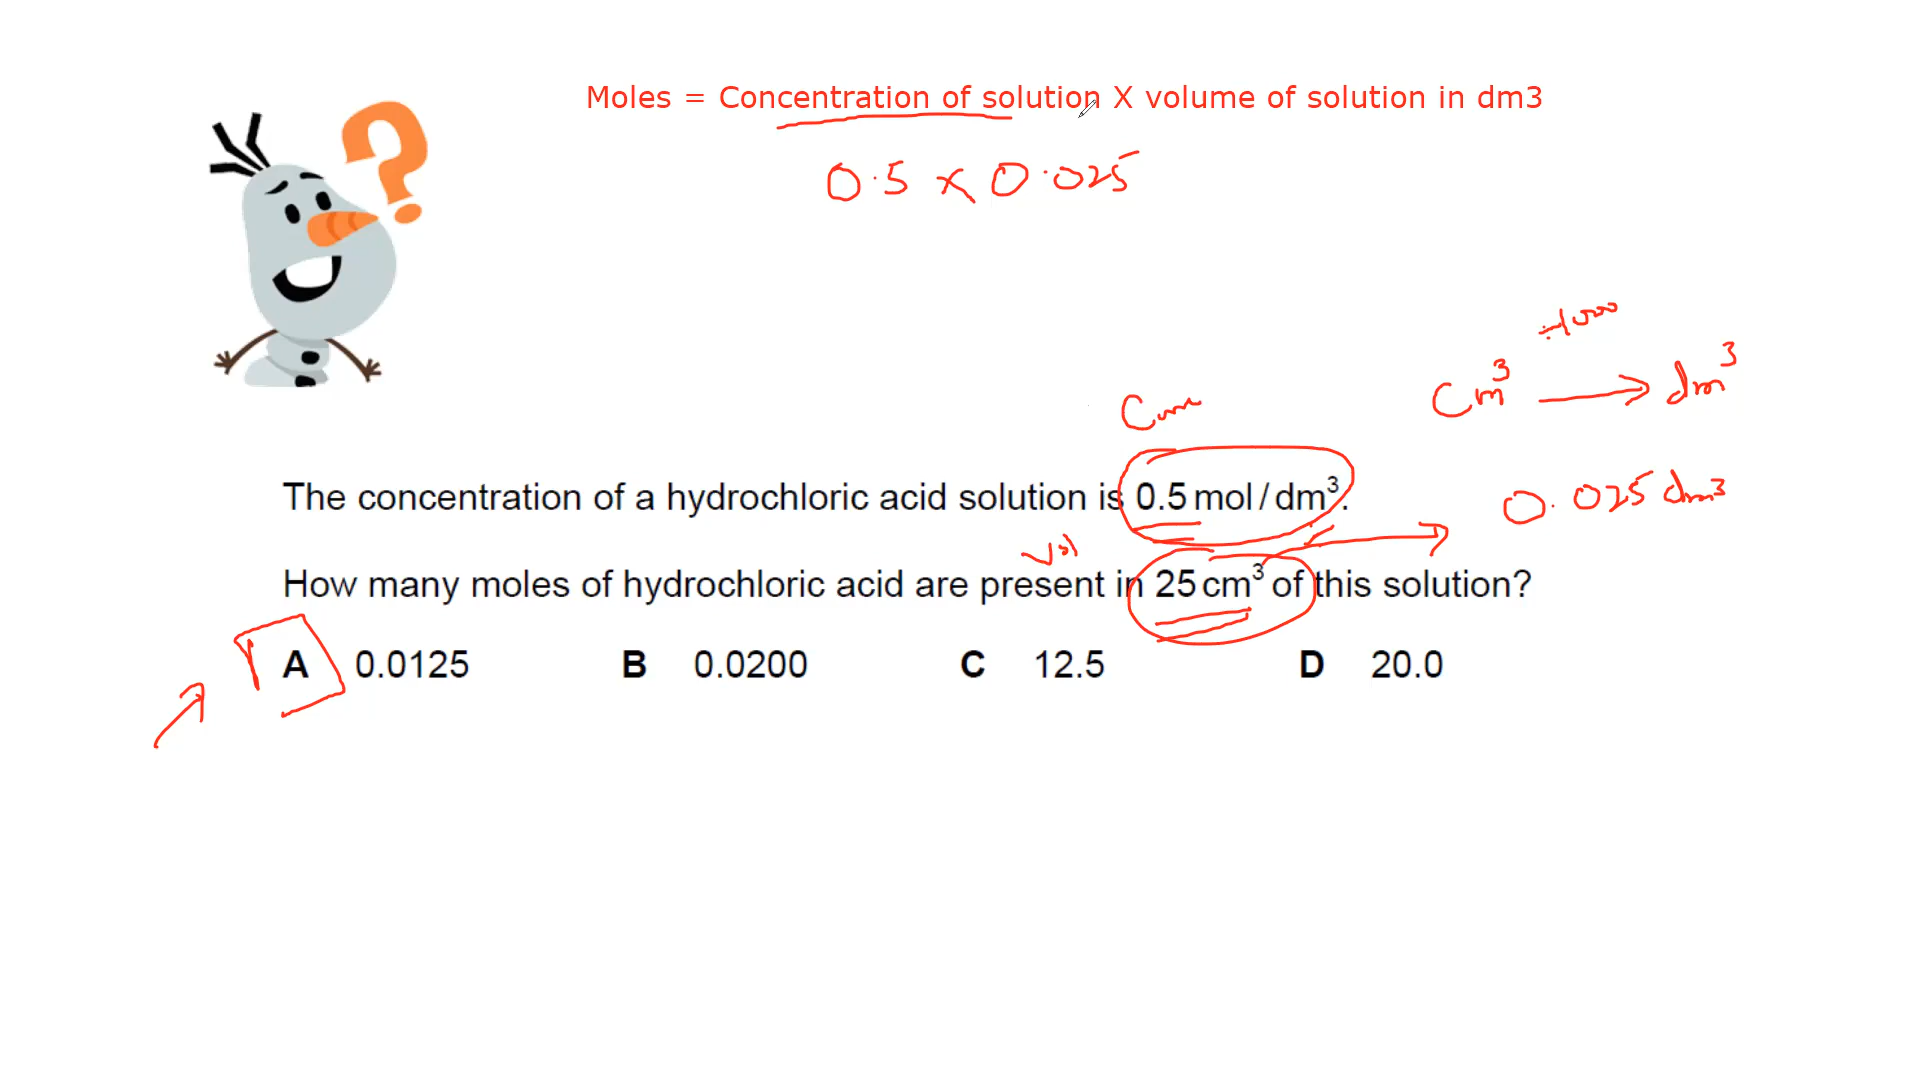 Moles = Concentration of solution X volume of solution in dm3
0.5 x 0.025
÷1000
cm³ → dm³
The concentration of a hydrochloric acid solution is 0.5 mol / dm³.
0.025 dm³
Vol
How many moles of hydrochloric acid are present in 25 cm³ of this solution?
A 0.0125 B 0.0200 C 12.5 D 20.0